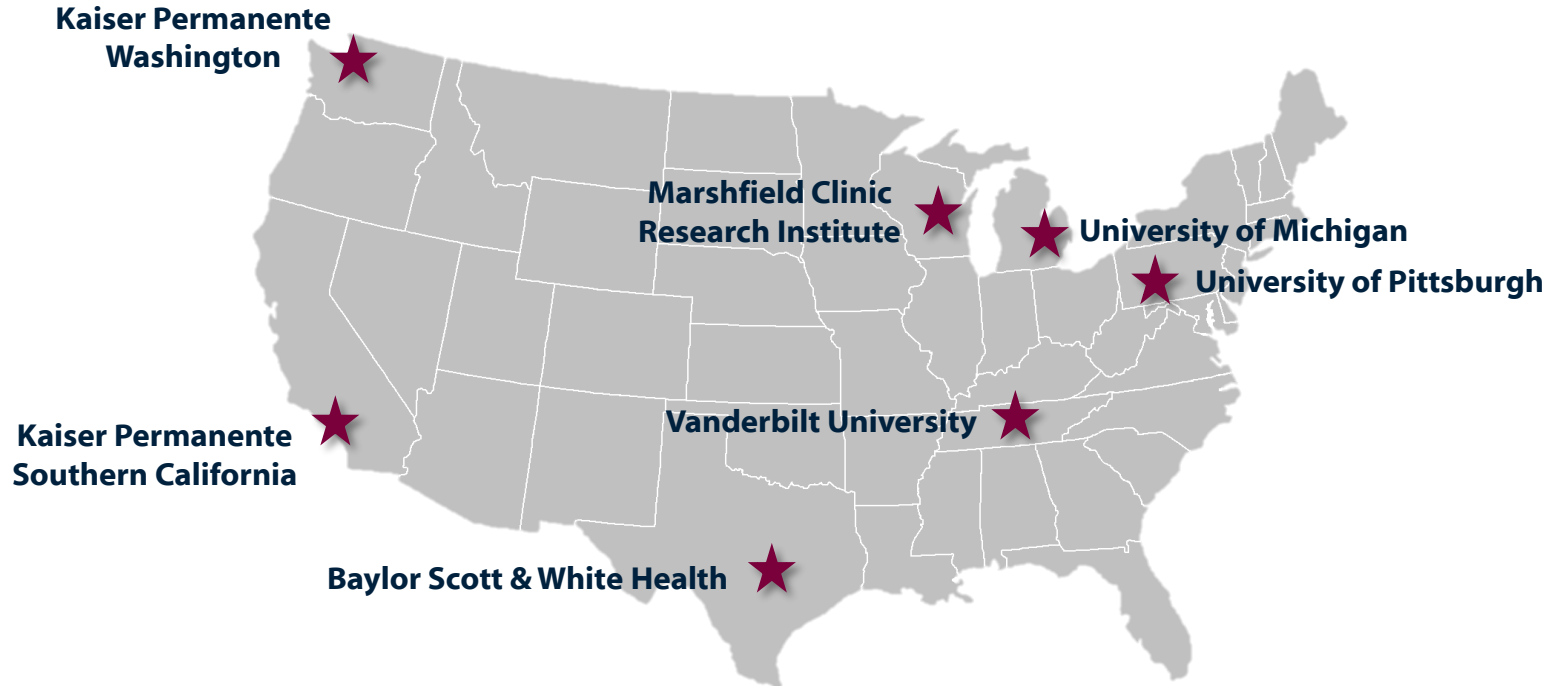 Kaiser Permanente
Washington
Marshfield Clinic
Research Institute
University of Michigan
University of Pittsburgh
Vanderbilt University
Kaiser Permanente
Southern California
Baylor Scott & White Health